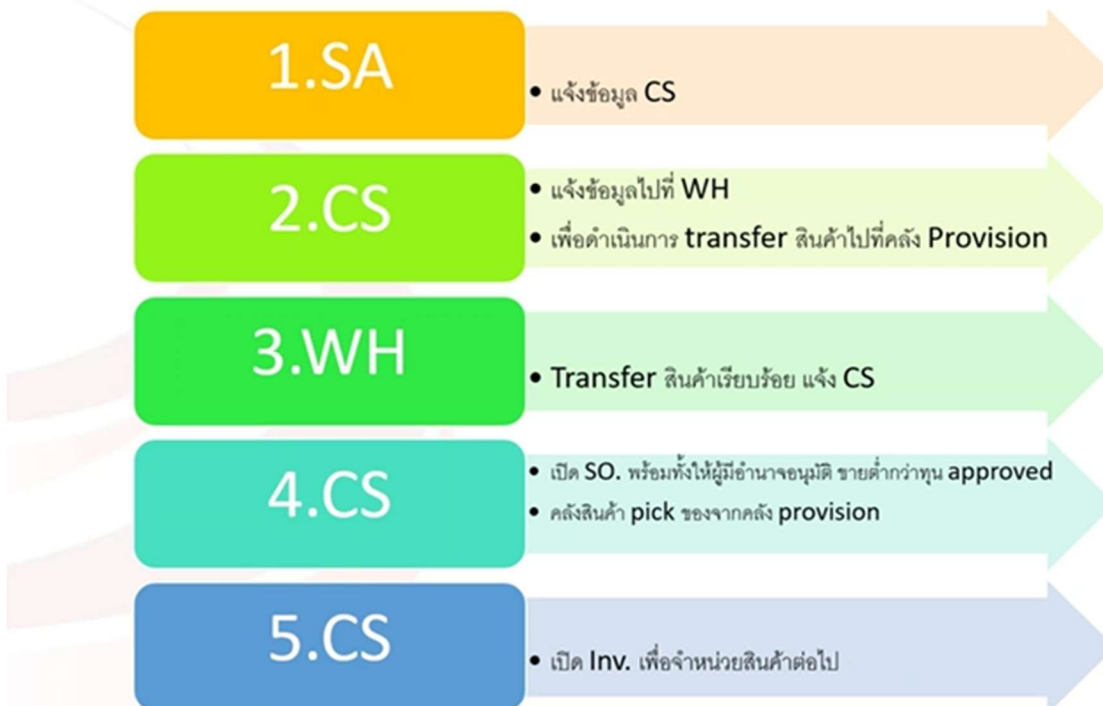 1.SA
• แจ้งข้อมูล CS
2.CS
• แจ้งข้อมูลไปที่ WH
• เพื่อดำเนินการ transfer สินค้าไปที่คลัง Provision
3.WH
• Transfer สินค้าเรียบร้อย แจ้ง CS
4.CS
• เปิด SO. พร้อมทั้งให้ผู้มีอำนาจอนุมัติ ขายต่ำกว่าทุน approved
• คลังสินค้า pick ของจากคลัง provision
5.CS
• เปิด Inv. เพื่อจำหน่ายสินค้าต่อไป